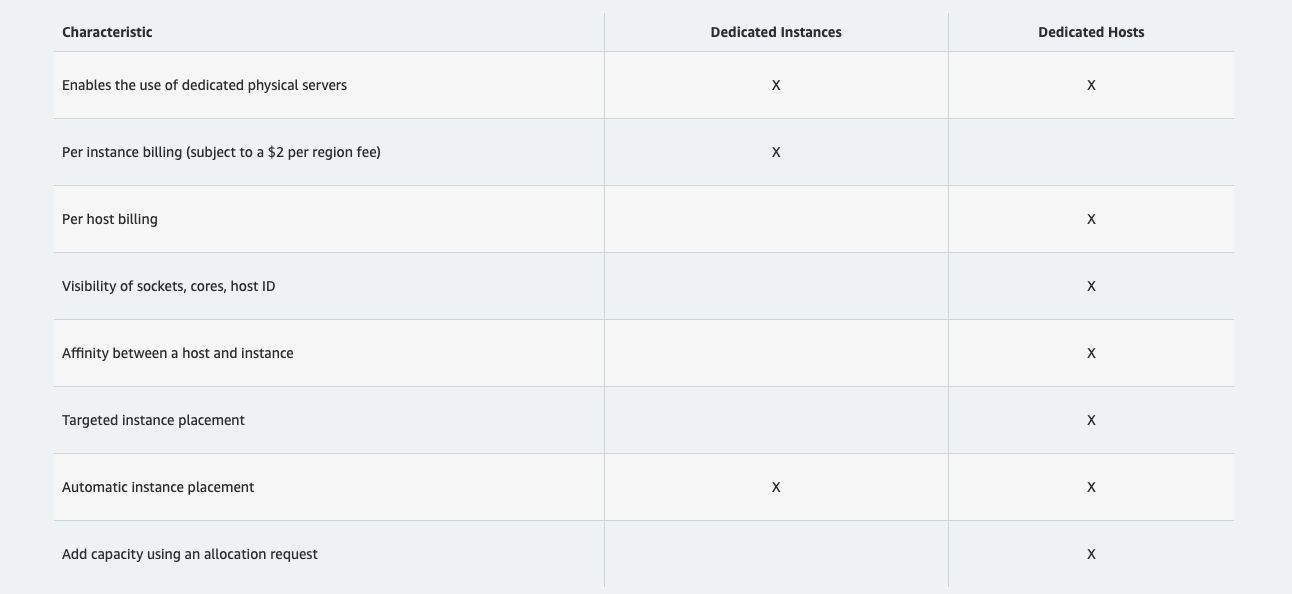 Characteristic Dedicated Instances Dedicated Hosts
Enables the use of dedicated physical servers X X
Per instance billing (subject to a $2 per region fee) X
Per host billing X
Visibility of sockets, cores, host ID X
Affinity between a host and instance X
Targeted instance placement X
Automatic instance placement X X
Add capacity using an allocation request X